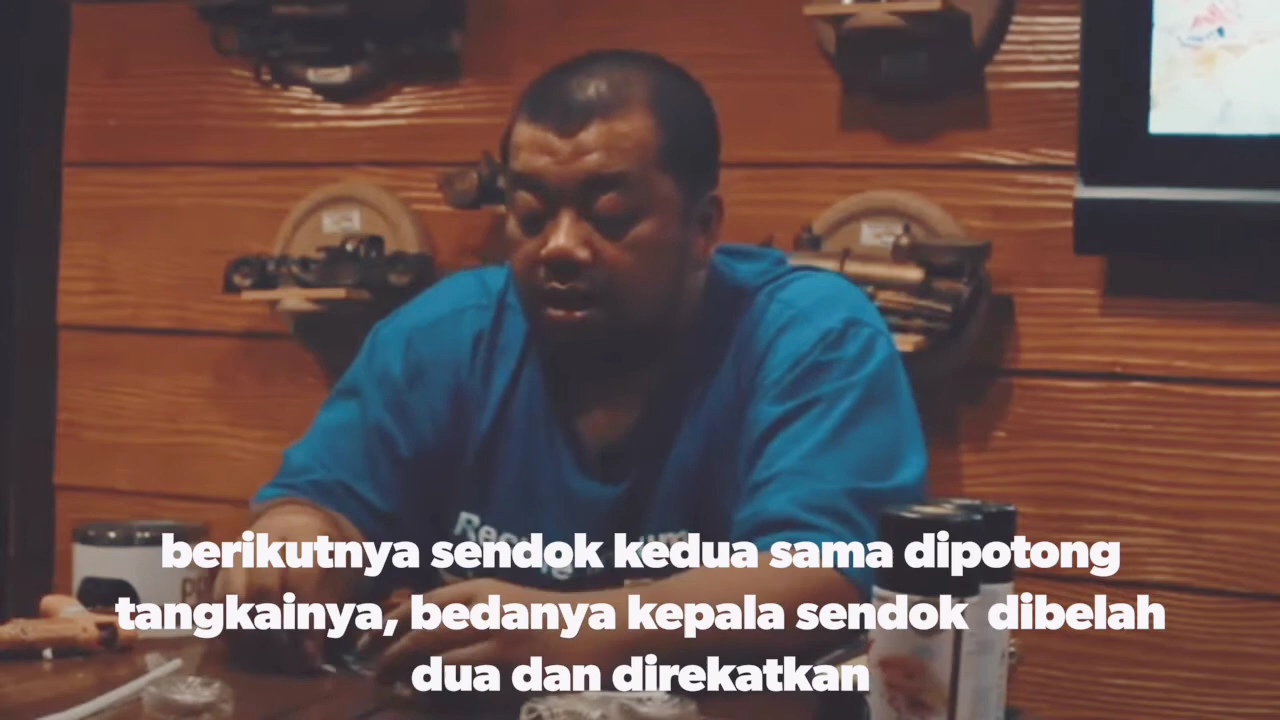 berikutnya sendok kedua sama dipotong
tangkainya, bedanya kepala sendok dibelah
dua dan direkatkan